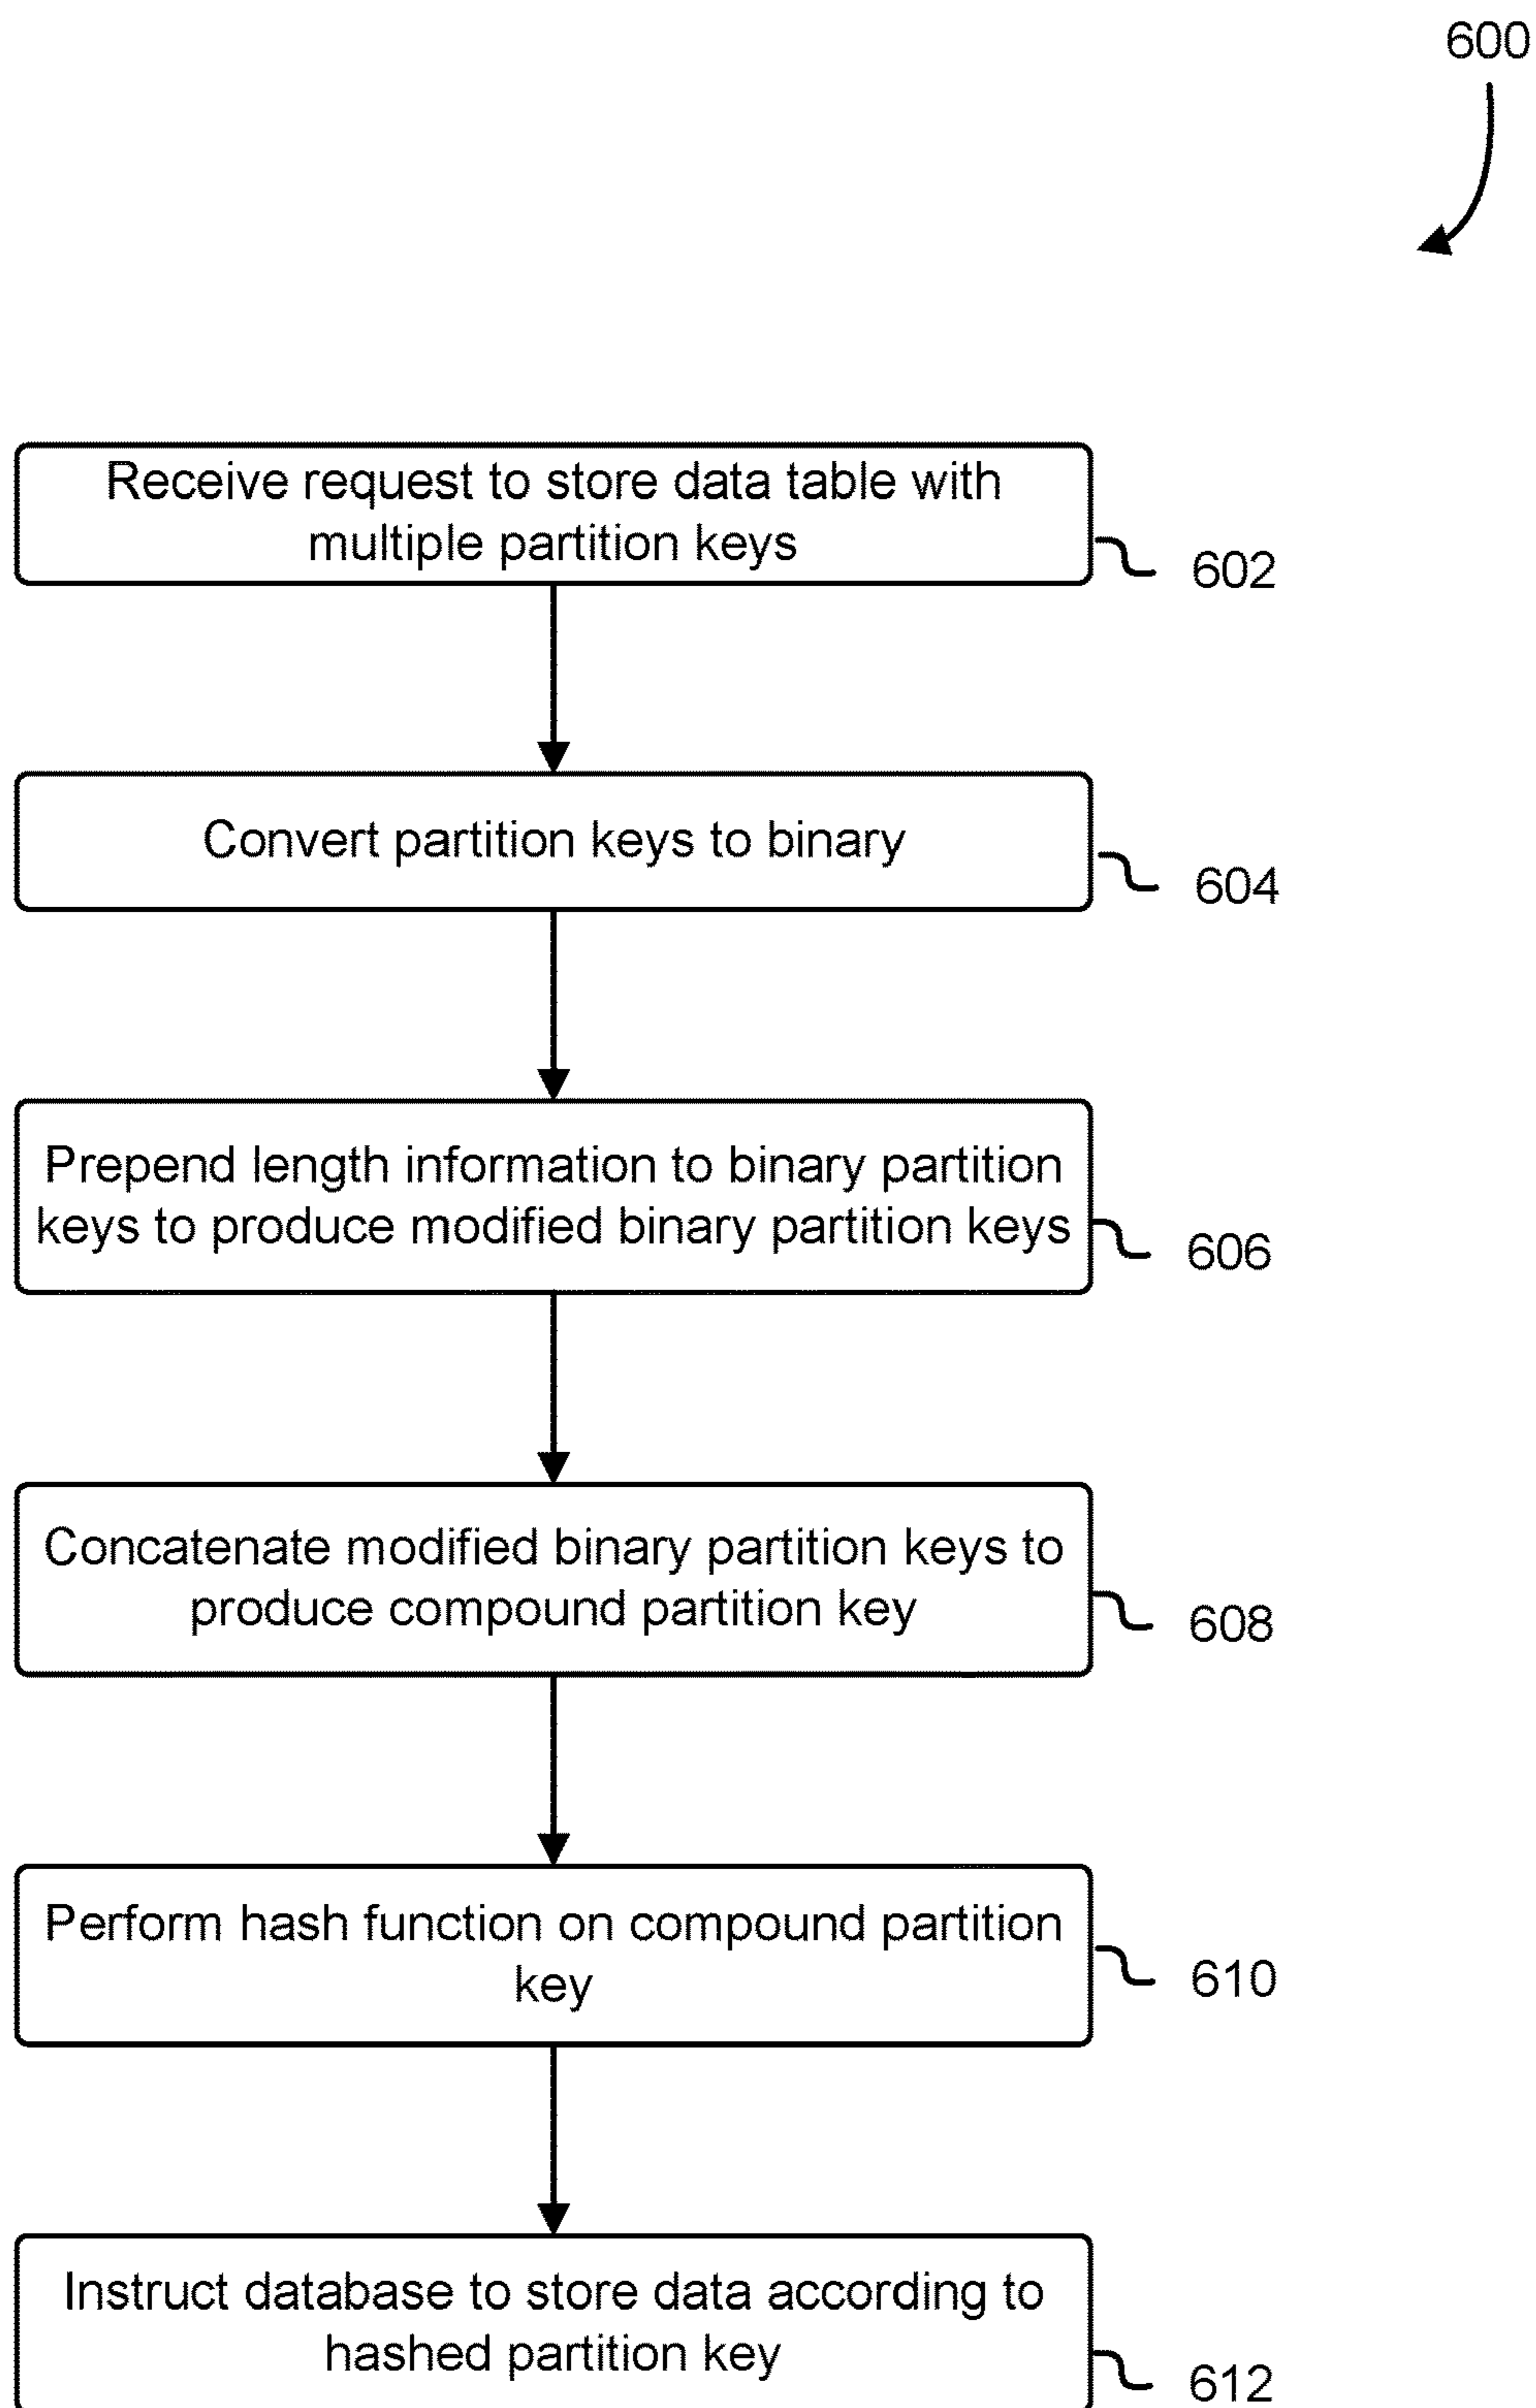 600
Receive request to store data table with
multiple partition keys
602
Convert partition keys to binary
604
Prepend length information to binary partition
keys to produce modified binary partition keys
606
Concatenate modified binary partition keys to
produce compound partition key
608
Perform hash function on compound partition
key
610
Instruct database to store data according to
hashed partition key
612